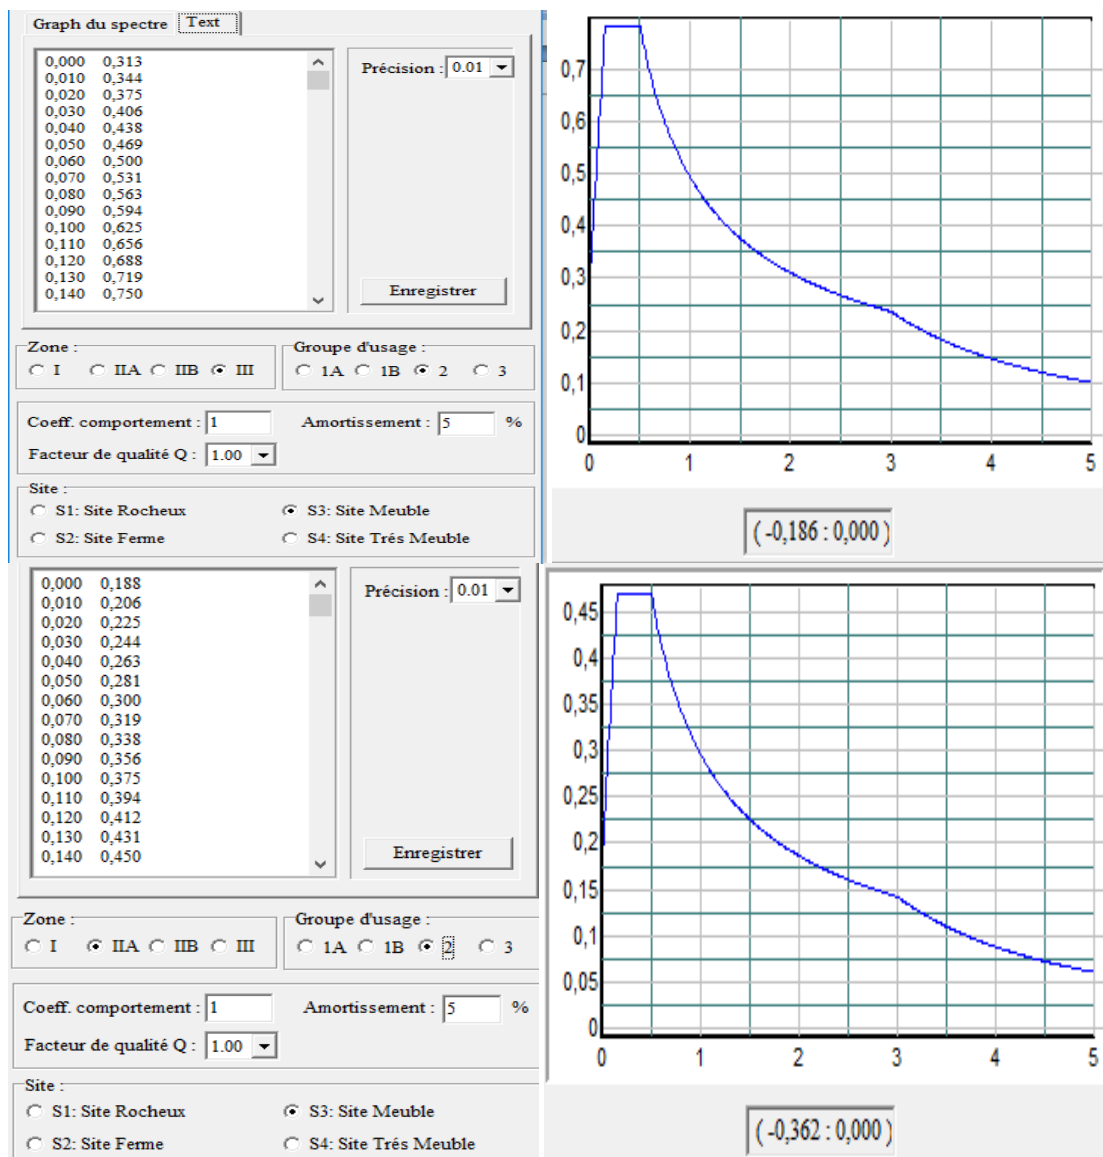 Graph du spectre Text
0,000 0,313
0,010 0,344
0,020 0,375
0,030 0,406
0,040 0,438
0,050 0,469
0,060 0,500
0,070 0,531
0,080 0,563
0,090 0,594
0,100 0,625
0,110 0,656
0,120 0,688
0,130 0,719
0,140 0,750
Précision : 0.01
Enregistrer
Zone :
I IIA IIB III
Groupe d'usage :
1A 1B 2 3
Coeff. comportement : 1
Amortissement : 5 %
Facteur de qualité Q : 1.00
Site :
S1: Site Rocheux
S3: Site Meuble
S2: Site Ferme
S4: Site Trés Meuble
0,7
0,6
0,5
0,4
0,3
0,2
0,1
0
0 1 2 3 4 5
( -0,186 : 0,000 )
0,000 0,188
0,010 0,206
0,020 0,225
0,030 0,244
0,040 0,263
0,050 0,281
0,060 0,300
0,070 0,319
0,080 0,338
0,090 0,356
0,100 0,375
0,110 0,394
0,120 0,412
0,130 0,431
0,140 0,450
Précision : 0.01
Enregistrer
Zone :
I IIA IIB III
Groupe d'usage :
1A 1B 2 3
Coeff. comportement : 1
Amortissement : 5 %
Facteur de qualité Q : 1.00
Site :
S1: Site Rocheux
S3: Site Meuble
S2: Site Ferme
S4: Site Trés Meuble
0,45
0,4
0,35
0,3
0,25
0,2
0,15
0,1
0,05
0
0 1 2 3 4 5
( -0,362 : 0,000 )